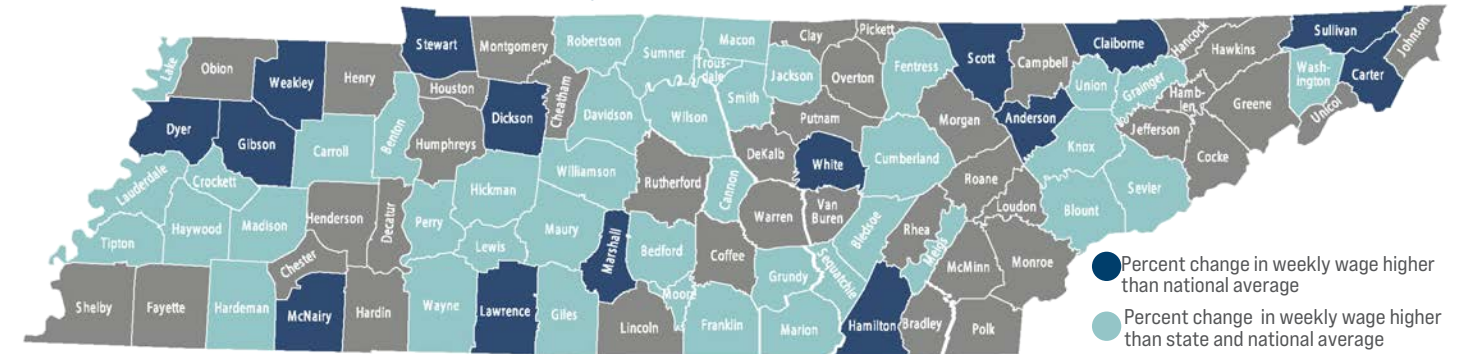 Lake
Obion
Weakley
Henry
Stewart
Montgomery
Robertson
Sumner
Macon
Trous-
dale
Clay
Pickett
Jackson
Overton
Fentress
Scott
Campbell
Claiborne
Hancock
Hawkins
Sullivan
Johnson
Carter
Wash-
ington
Unicoi
Greene
Hamb-
len
Grainger
Union
Anderson
Morgan
Putnam
Smith
Wilson
Davidson
Cheatham
Dickson
Houston
Humphreys
Benton
Carroll
Gibson
Dyer
Lauderdale
Crockett
Haywood
Madison
Henderson
Decatur
Perry
Hickman
Williamson
Rutherford
Cannon
DeKalb
White
Cumberland
Roane
Loudon
Knox
Jefferson
Cocke
Sevier
Blount
Monroe
McMinn
Meigs
Rhea
Bledsoe
Van
Buren
Warren
Coffee
Bedford
Marshall
Maury
Lewis
Chester
Tipton
Shelby
Fayette
Hardeman
McNairy
Hardin
Wayne
Lawrence
Giles
Lincoln
Moore
Franklin
Grundy
Sequatchie
Marion
Hamilton
Bradley
Polk
Percent change in weekly wage higher
than national average
Percent change in weekly wage higher
than state and national average